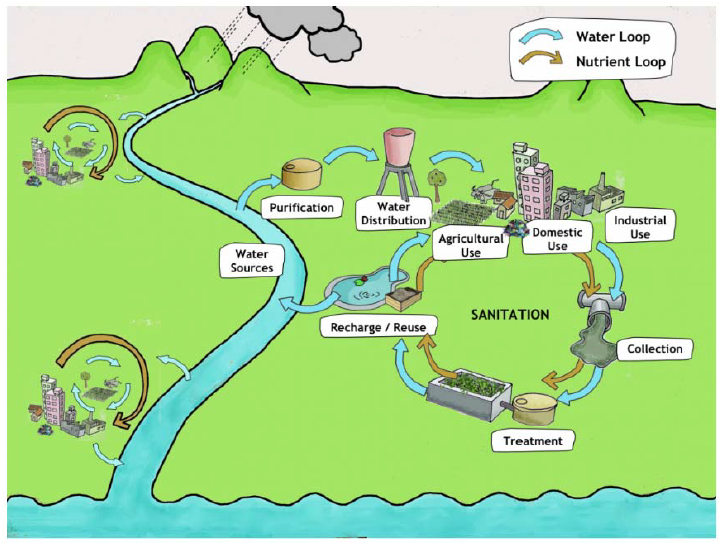 Water Loop
Nutrient Loop
Purification
Water
Distribution
Water
Sources
Agricultural
Use
Domestic
Use
Industrial
Use
Recharge / Reuse
SANITATION
Collection
Treatment